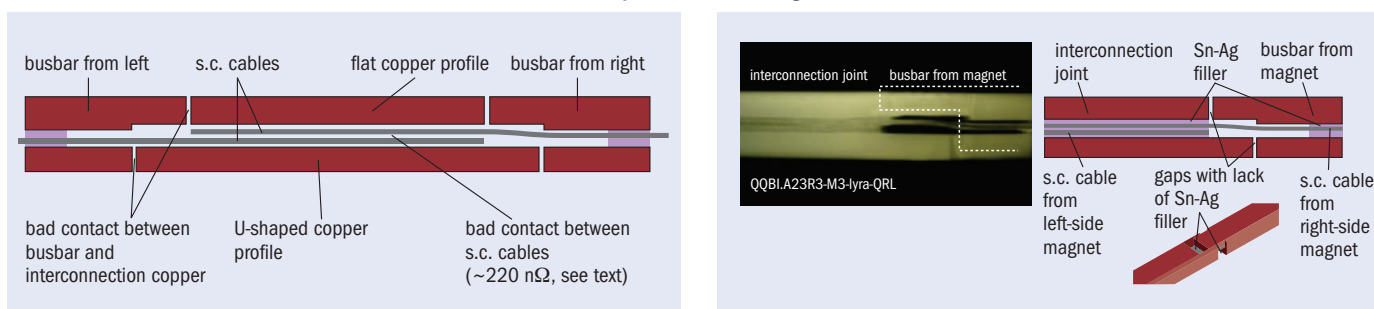 busbar from left
s.c. cables
flat copper profile
busbar from right
bad contact between
busbar and
interconnection copper
U-shaped copper
profile
bad contact between
s.c. cables
(~220 nΩ, see text)
interconnection joint
busbar from magnet
QQBI.A23R3-M3-lyra-QRL
interconnection
joint
Sn-Ag
filler
busbar from
magnet
s.c. cable
from
left-side
magnet
gaps with lack
of Sn-Ag
filler
s.c. cable
from
right-side
magnet